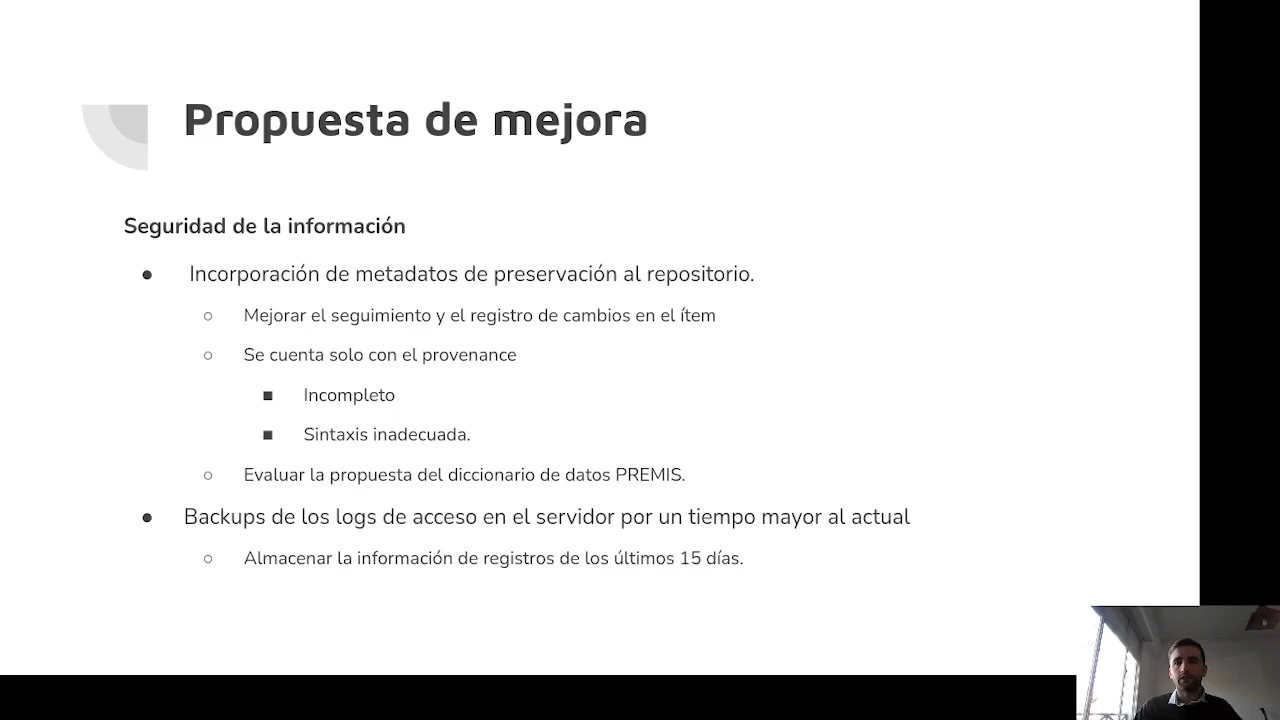 Propuesta de mejora
Seguridad de la información
● Incorporación de metadatos de preservación al repositorio.
○ Mejorar el seguimiento y el registro de cambios en el ítem
○ Se cuenta solo con el provenance
■ Incompleto
■ Sintaxis inadecuada.
○ Evaluar la propuesta del diccionario de datos PREMIS.
● Backups de los logs de acceso en el servidor por un tiempo mayor al actual
○ Almacenar la información de registros de los últimos 15 días.